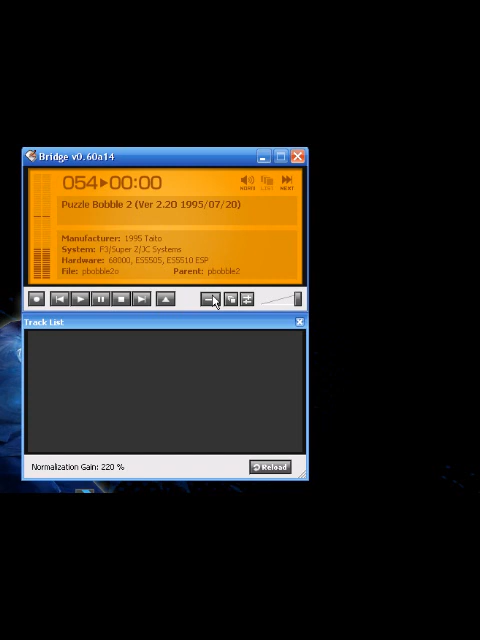 Bridge v0.60a14
054▶00:00
NORM LIST NEXT
Puzzle Bobble 2 (Ver 2.20 1995/07/20)
Manufacturer: 1995 Taito
System: F3/Super Z/JC Systems
Hardware: 68000, ES5505, ES5510 ESP
File: pbobble2o Parent: pbobble2
Track List
Normalization Gain: 220 %
Reload